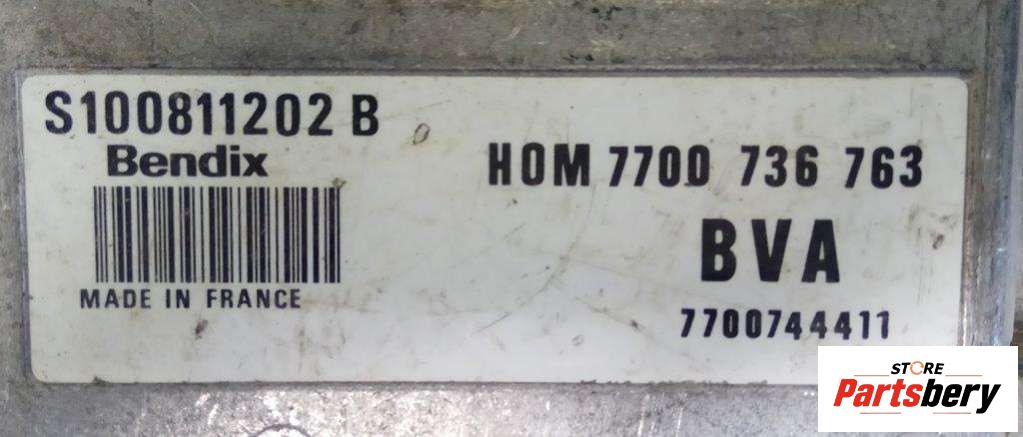 S100811202 B
Bendix
MADE IN FRANCE
HOM 7700 736 763
BVA
7700744411
STORE
Partsbery